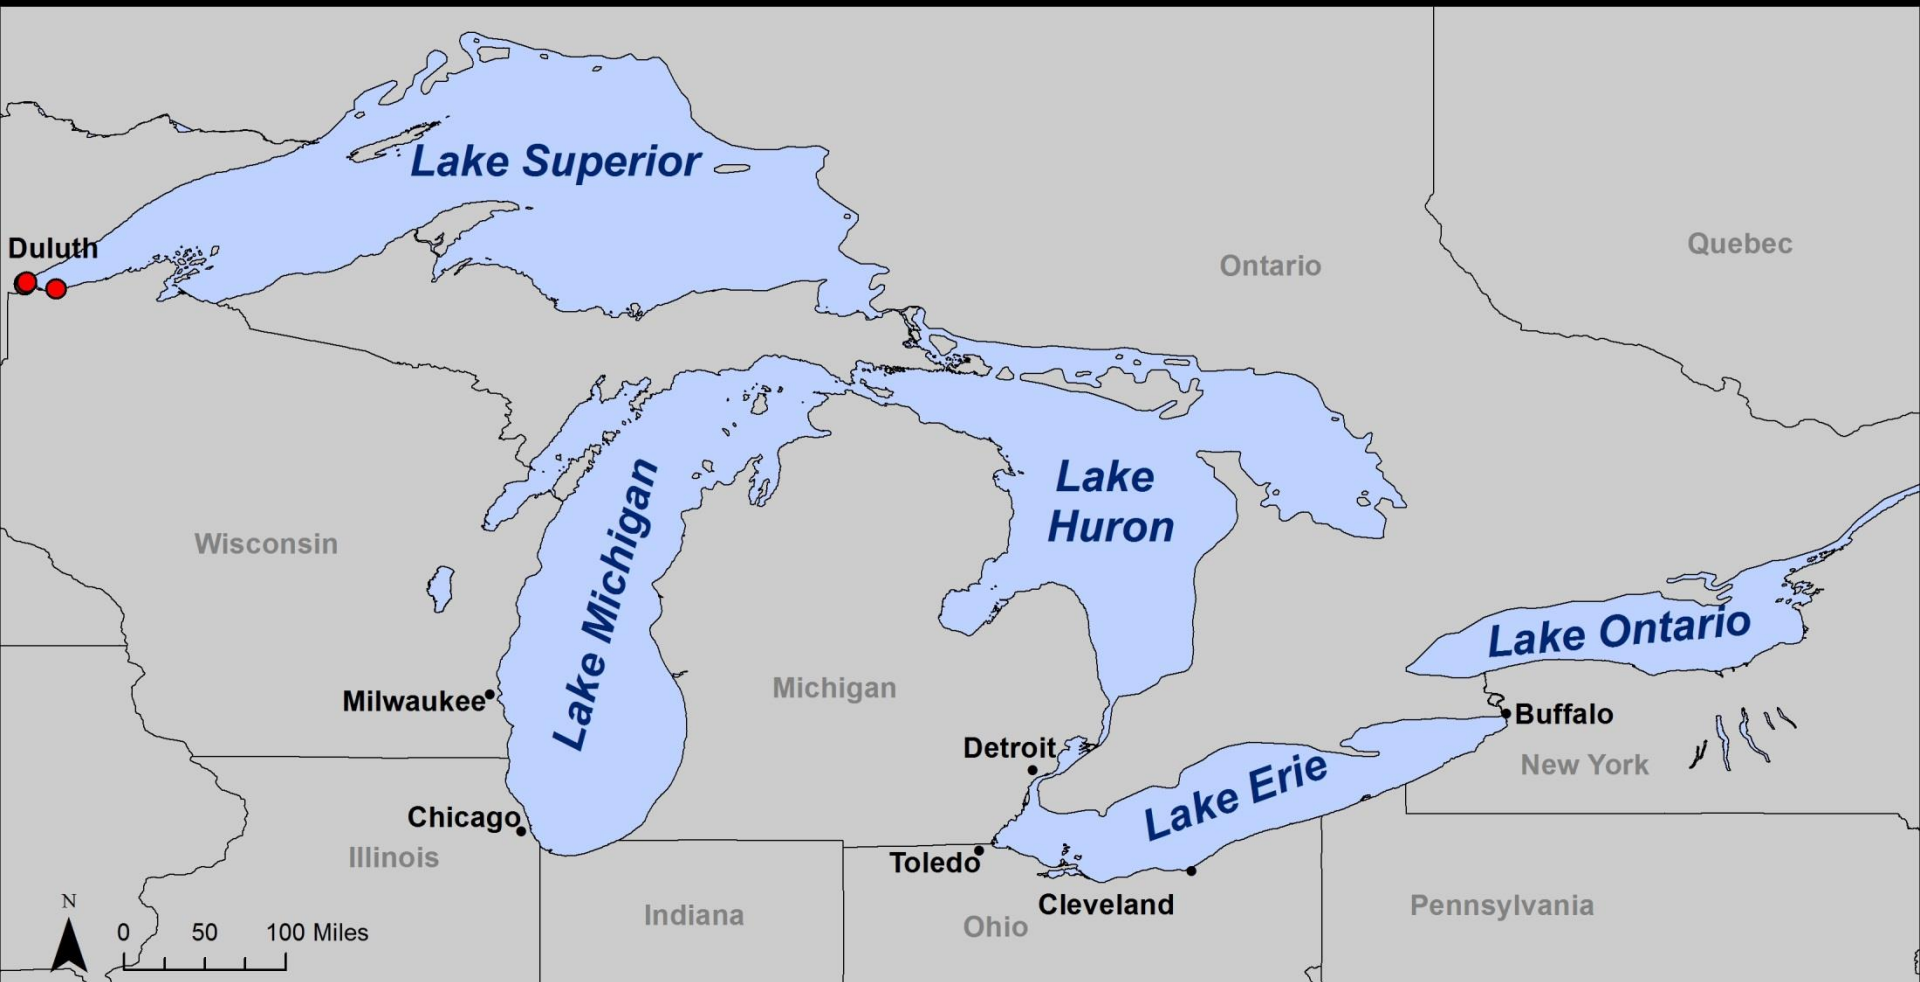 Lake Superior
Duluth
Quebec
Ontario
Lake
Huron
Lake Michigan
Wisconsin
Lake Ontario
Milwaukee
Michigan
Buffalo
Detroit
New York
Lake Erie
Chicago
Illinois
Toledo
Cleveland
Pennsylvania
Indiana
Ohio
N
0 50 100 Miles